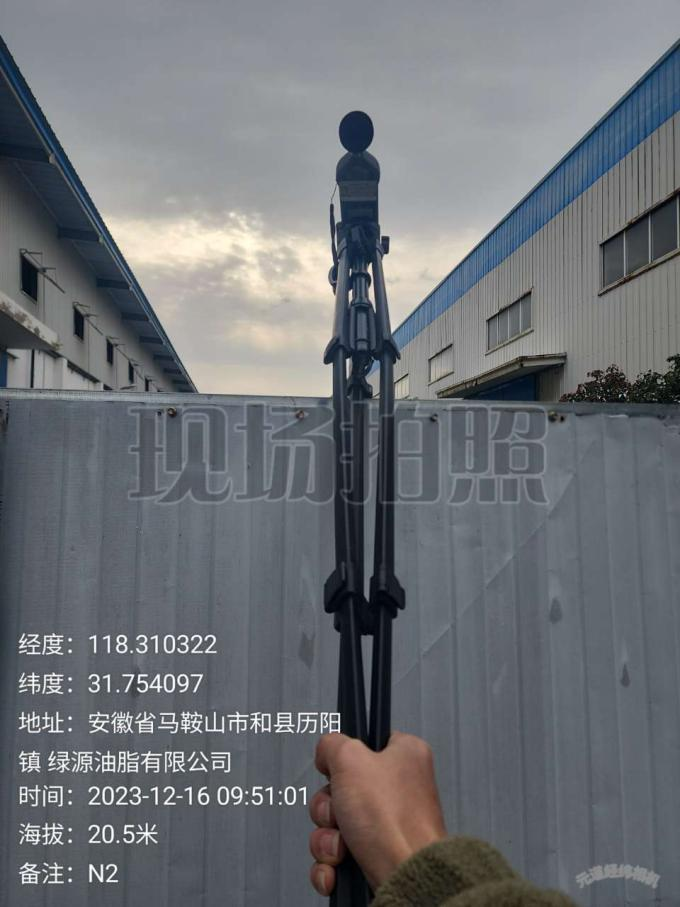 现场拍照
经度：118.310322
纬度：31.754097
地址：安徽省马鞍山市和县历阳
镇 绿源油脂有限公司
时间：2023-12-16 09:51:01
海拔：20.5米
备注：N2
元道经纬相机